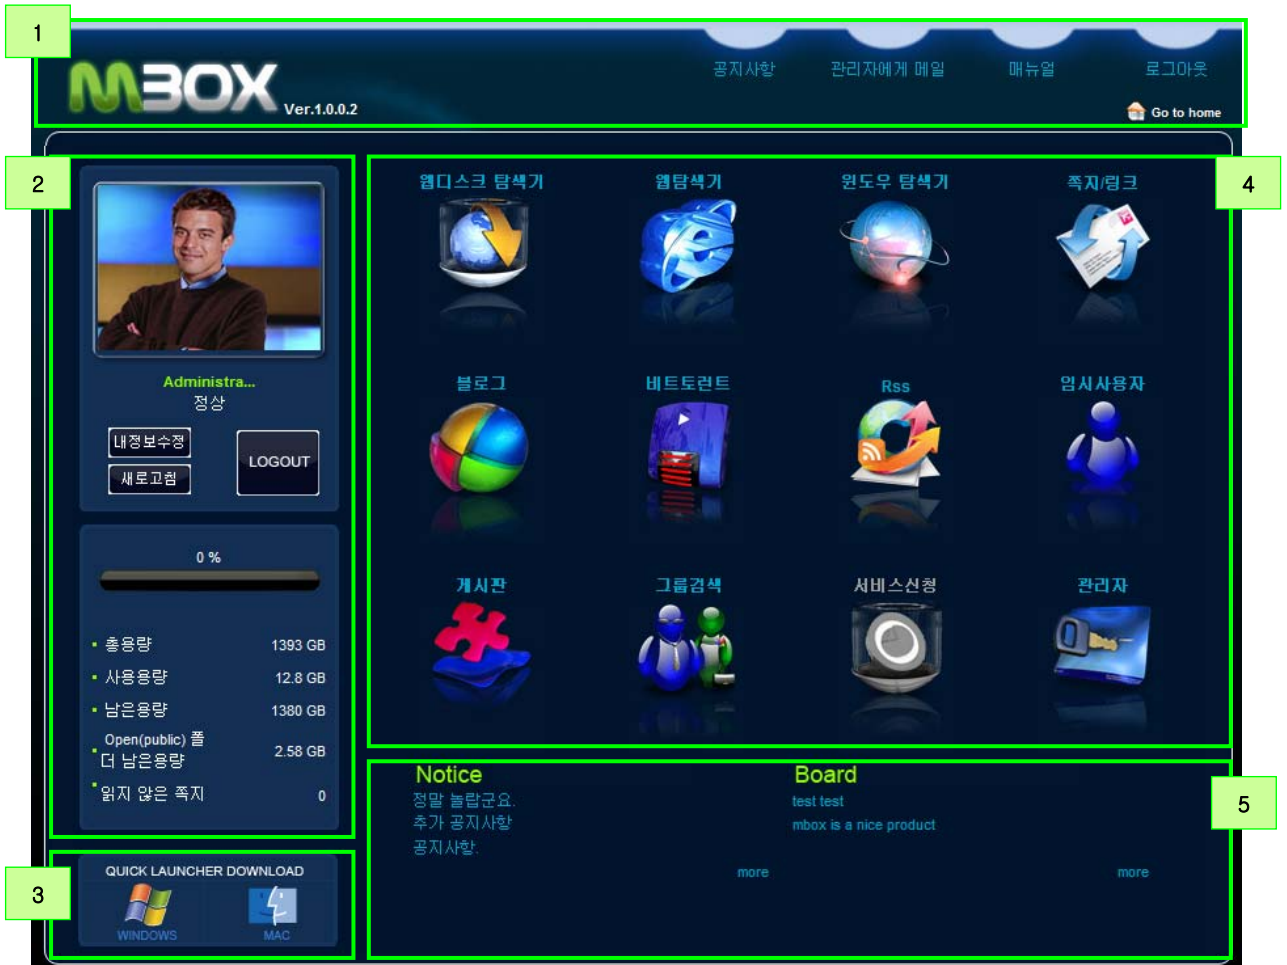 1
MBOX
Ver.1.0.0.2
공지사항
관리자에게 메일
매뉴얼
로그아웃
Go to home
2
Administra...
정상
내정보수정
새로고침
LOGOUT
0 %
총용량 1393 GB
사용용량 12.8 GB
남은용량 1380 GB
Open(public) 폴
더 남은용량 2.58 GB
읽지 않은 쪽지 0
3
QUICK LAUNCHER DOWNLOAD
WINDOWS
MAC
4
웹디스크 탐색기
웹탐색기
윈도우 탐색기
쪽지/링크
블로그
비트토런트
Rss
임시사용자
게시판
그룹검색
서비스신청
관리자
5
Notice
정말 놀랍군요.
추가 공지사항
공지사항.
more
Board
test test
mbox is a nice product
more